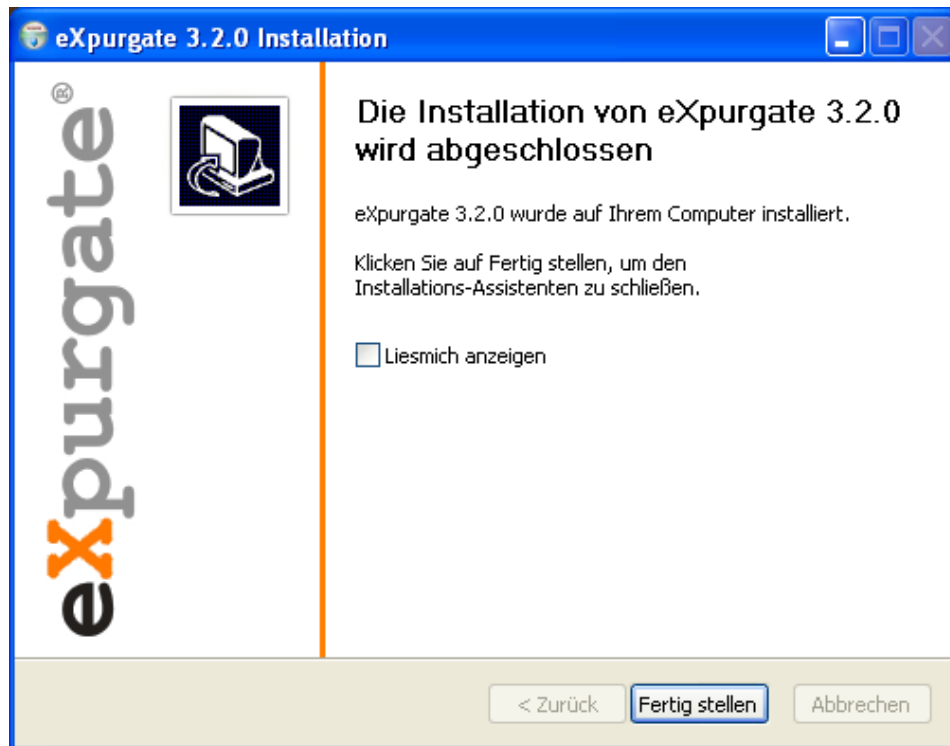 eXpurgate 3.2.0 Installation
eXpurgate®
Die Installation von eXpurgate 3.2.0
wird abgeschlossen
eXpurgate 3.2.0 wurde auf Ihrem Computer installiert.
Klicken Sie auf Fertig stellen, um den
Installations-Assistenten zu schließen.
Liesmich anzeigen
< Zurück
Fertig stellen
Abbrechen